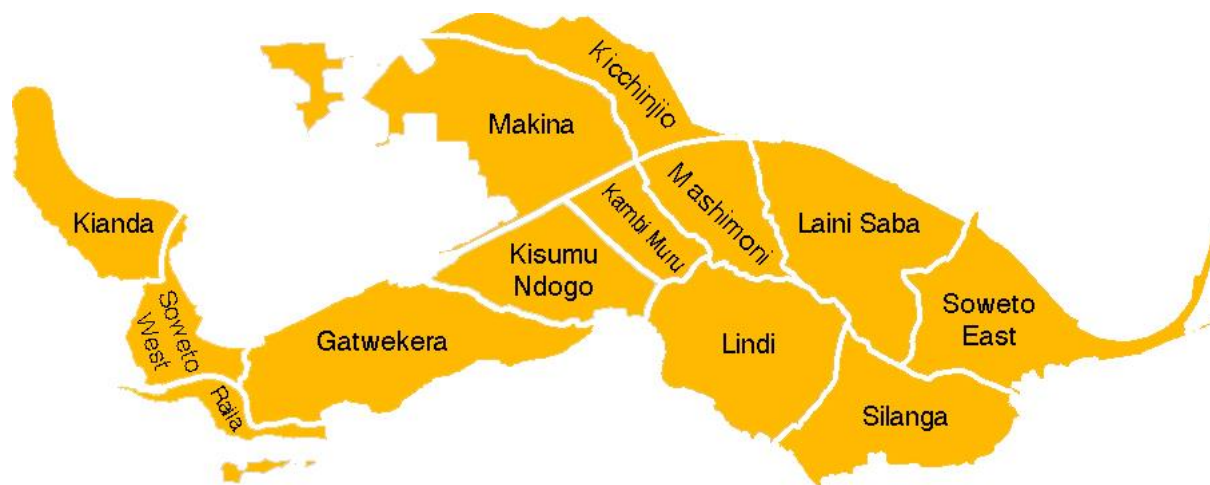 Kicchinjio
Makina
Kianda
Kambi Muru
Mashimoni
Laini Saba
Kisumu
Ndogo
Soweto
West
Gatwekera
Lindi
Soweto
East
Raila
Silanga